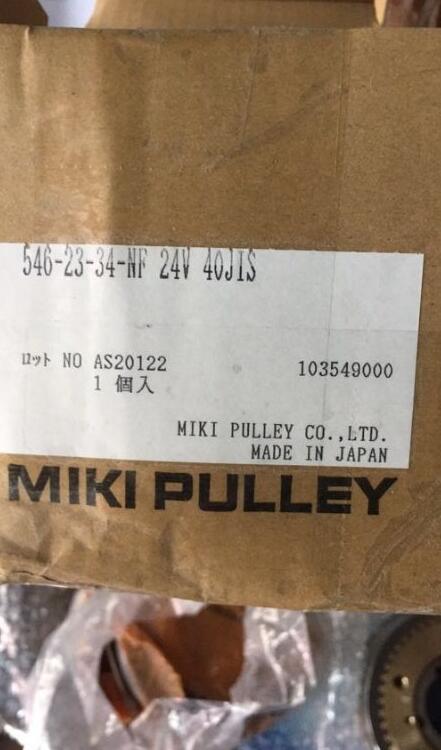 546-23-34-NF 24V 40JIS
ロット NO AS20122
103549000
1 個入
MIKI PULLEY CO.,LTD.
MADE IN JAPAN
MIKI PULLEY